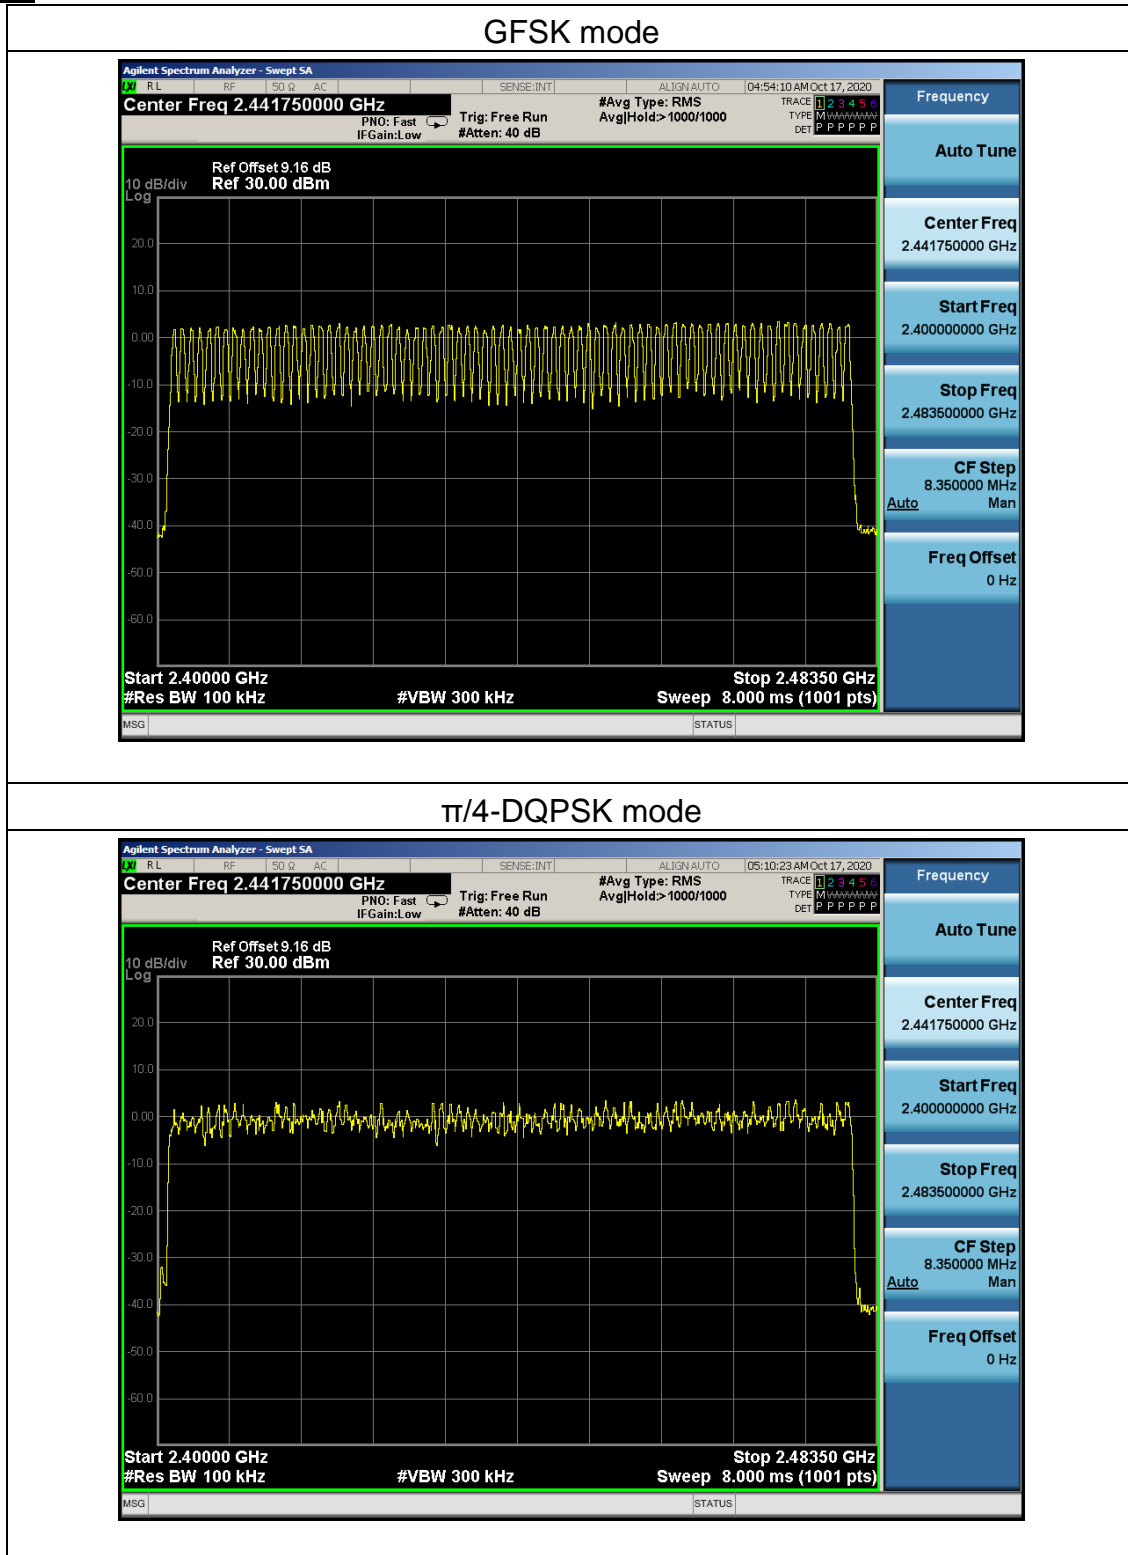 GFSK mode
Agilent Spectrum Analyzer - Swept SA
LXI RL RF 50 Ω AC SENSE:INT ALIGN AUTO 04:54:10 AM Oct 17, 2020
Center Freq 2.441750000 GHz
PNO: Fast
IFGain:Low
Trig: Free Run
#Atten: 40 dB
#Avg Type: RMS
Avg|Hold:>1000/1000
TRACE 1 2 3 4 5 6
TYPE M WWWWW
DET P P P P P P
Frequency
Auto Tune
Center Freq
2.441750000 GHz
Start Freq
2.400000000 GHz
Stop Freq
2.483500000 GHz
CF Step
8.350000 MHz
Auto Man
Freq Offset
0 Hz
Ref Offset 9.16 dB
10 dB/div Ref 30.00 dBm
Log
20.0
10.0
0.00
-10.0
-20.0
-30.0
-40.0
-50.0
-60.0
Start 2.40000 GHz Stop 2.48350 GHz
#Res BW 100 kHz #VBW 300 kHz Sweep 8.000 ms (1001 pts)
MSG STATUS
π/4-DQPSK mode
Agilent Spectrum Analyzer - Swept SA
LXI RL RF 50 Ω AC SENSE:INT ALIGN AUTO 05:10:23 AM Oct 17, 2020
Center Freq 2.441750000 GHz
PNO: Fast
IFGain:Low
Trig: Free Run
#Atten: 40 dB
#Avg Type: RMS
Avg|Hold:>1000/1000
TRACE 1 2 3 4 5 6
TYPE M WWWWW
DET P P P P P P
Frequency
Auto Tune
Center Freq
2.441750000 GHz
Start Freq
2.400000000 GHz
Stop Freq
2.483500000 GHz
CF Step
8.350000 MHz
Auto Man
Freq Offset
0 Hz
Ref Offset 9.16 dB
10 dB/div Ref 30.00 dBm
Log
20.0
10.0
0.00
-10.0
-20.0
-30.0
-40.0
-50.0
-60.0
Start 2.40000 GHz Stop 2.48350 GHz
#Res BW 100 kHz #VBW 300 kHz Sweep 8.000 ms (1001 pts)
MSG STATUS